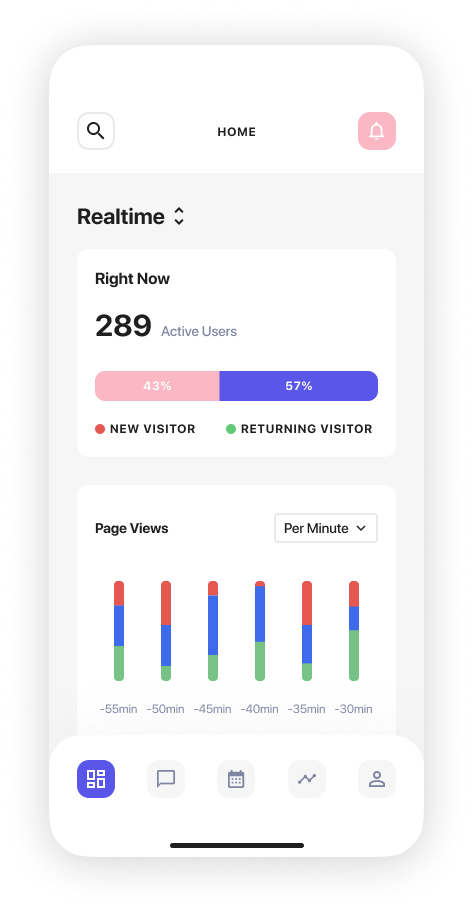 HOME
Realtime
Right Now
289 Active Users
43% 57%
NEW VISITOR RETURNING VISITOR
Page Views Per Minute
-55min -50min -45min -40min -35min -30min